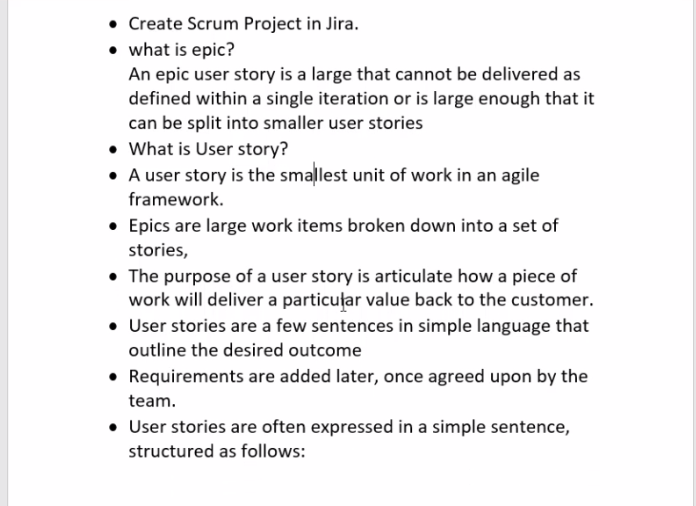 • Create Scrum Project in Jira.
• what is epic?
An epic user story is a large that cannot be delivered as
defined within a single iteration or is large enough that it
can be split into smaller user stories
• What is User story?
• A user story is the smallest unit of work in an agile
framework.
• Epics are large work items broken down into a set of
stories,
• The purpose of a user story is articulate how a piece of
work will deliver a particular value back to the customer.
• User stories are a few sentences in simple language that
outline the desired outcome
• Requirements are added later, once agreed upon by the
team.
• User stories are often expressed in a simple sentence,
structured as follows: